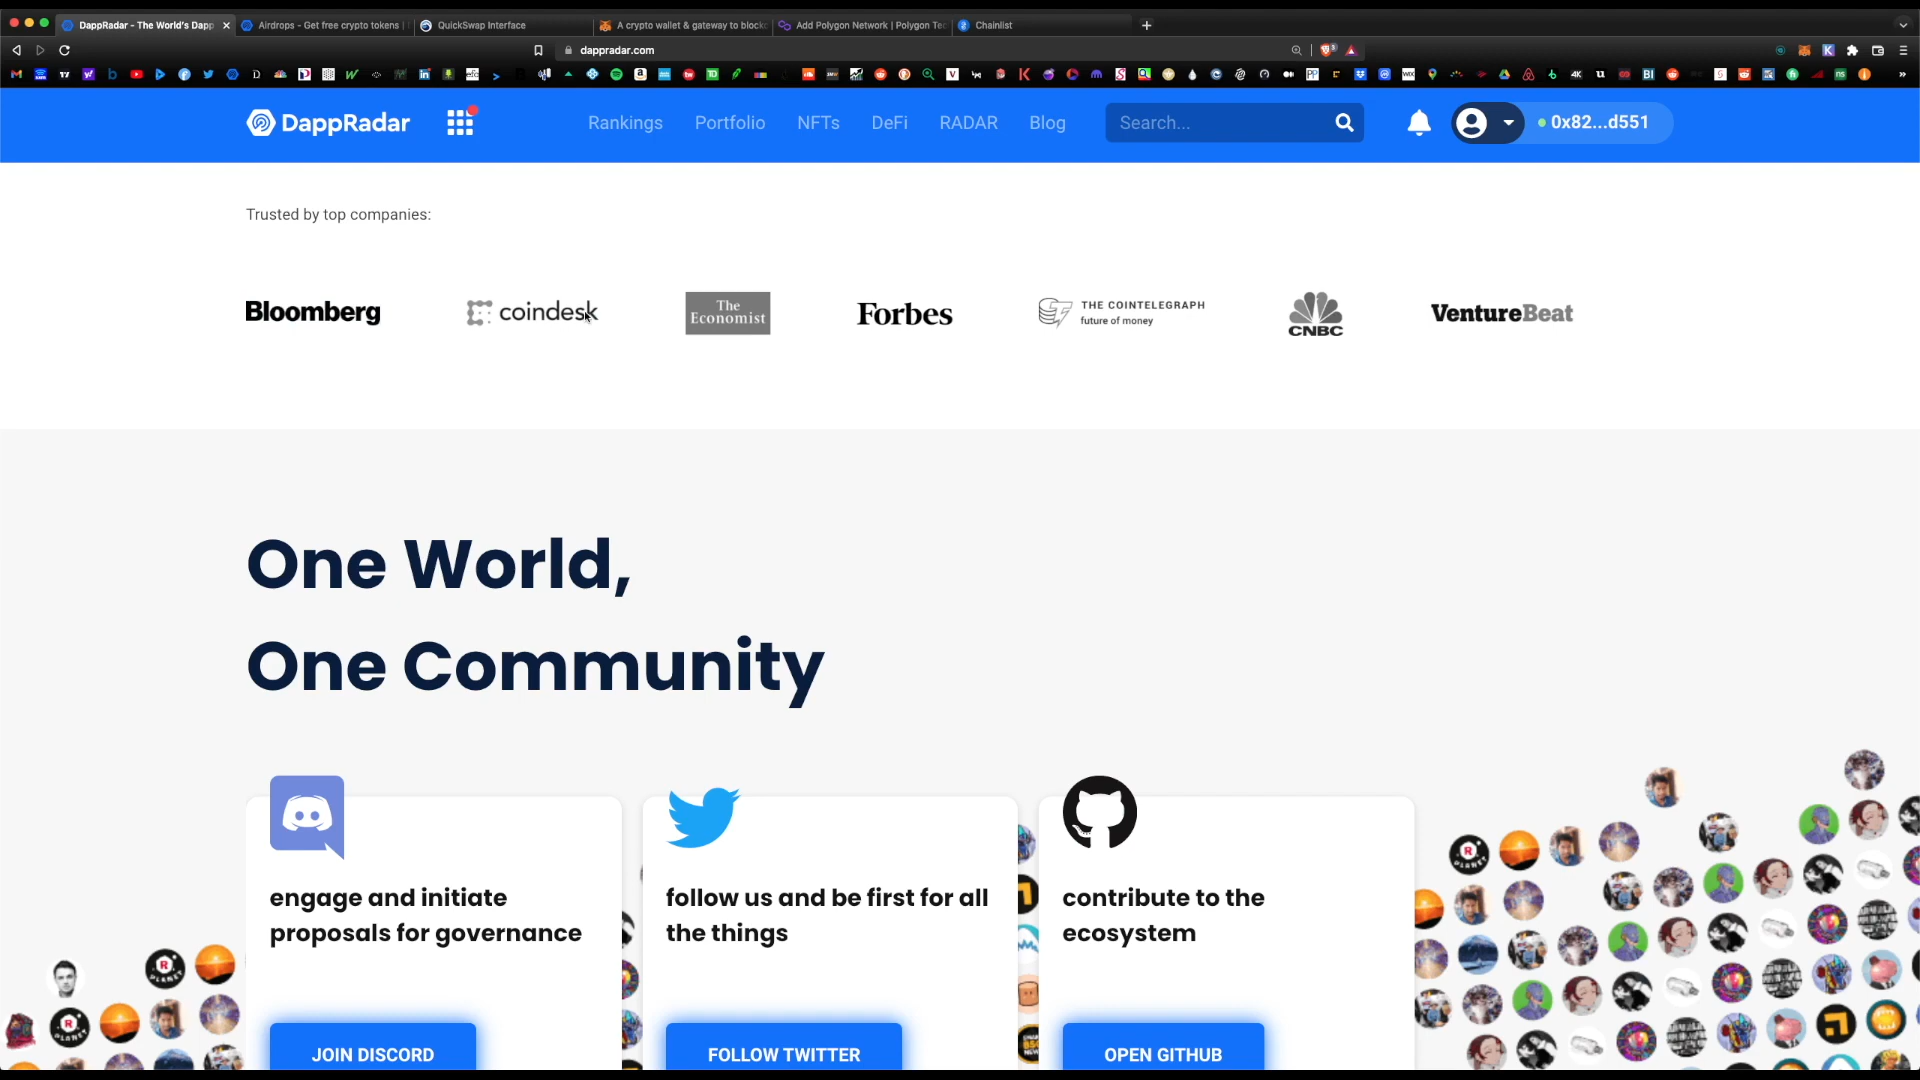 DappRadar - The World's Dapp
Airdrops - Get free crypto tokens |
QuickSwap Interface
A crypto wallet & gateway to blockc
Add Polygon Network | Polygon Tec
Chainlist
dappradar.com
DappRadar
Rankings
Portfolio
NFTs
DeFi
RADAR
Blog
Search...
0x82...d551
Trusted by top companies:
Bloomberg
coindesk
The
Economist
Forbes
THE COINTELEGRAPH
future of money
CNBC
VentureBeat
One World,
One Community
engage and initiate
proposals for governance
JOIN DISCORD
follow us and be first for all
the things
FOLLOW TWITTER
contribute to the
ecosystem
OPEN GITHUB